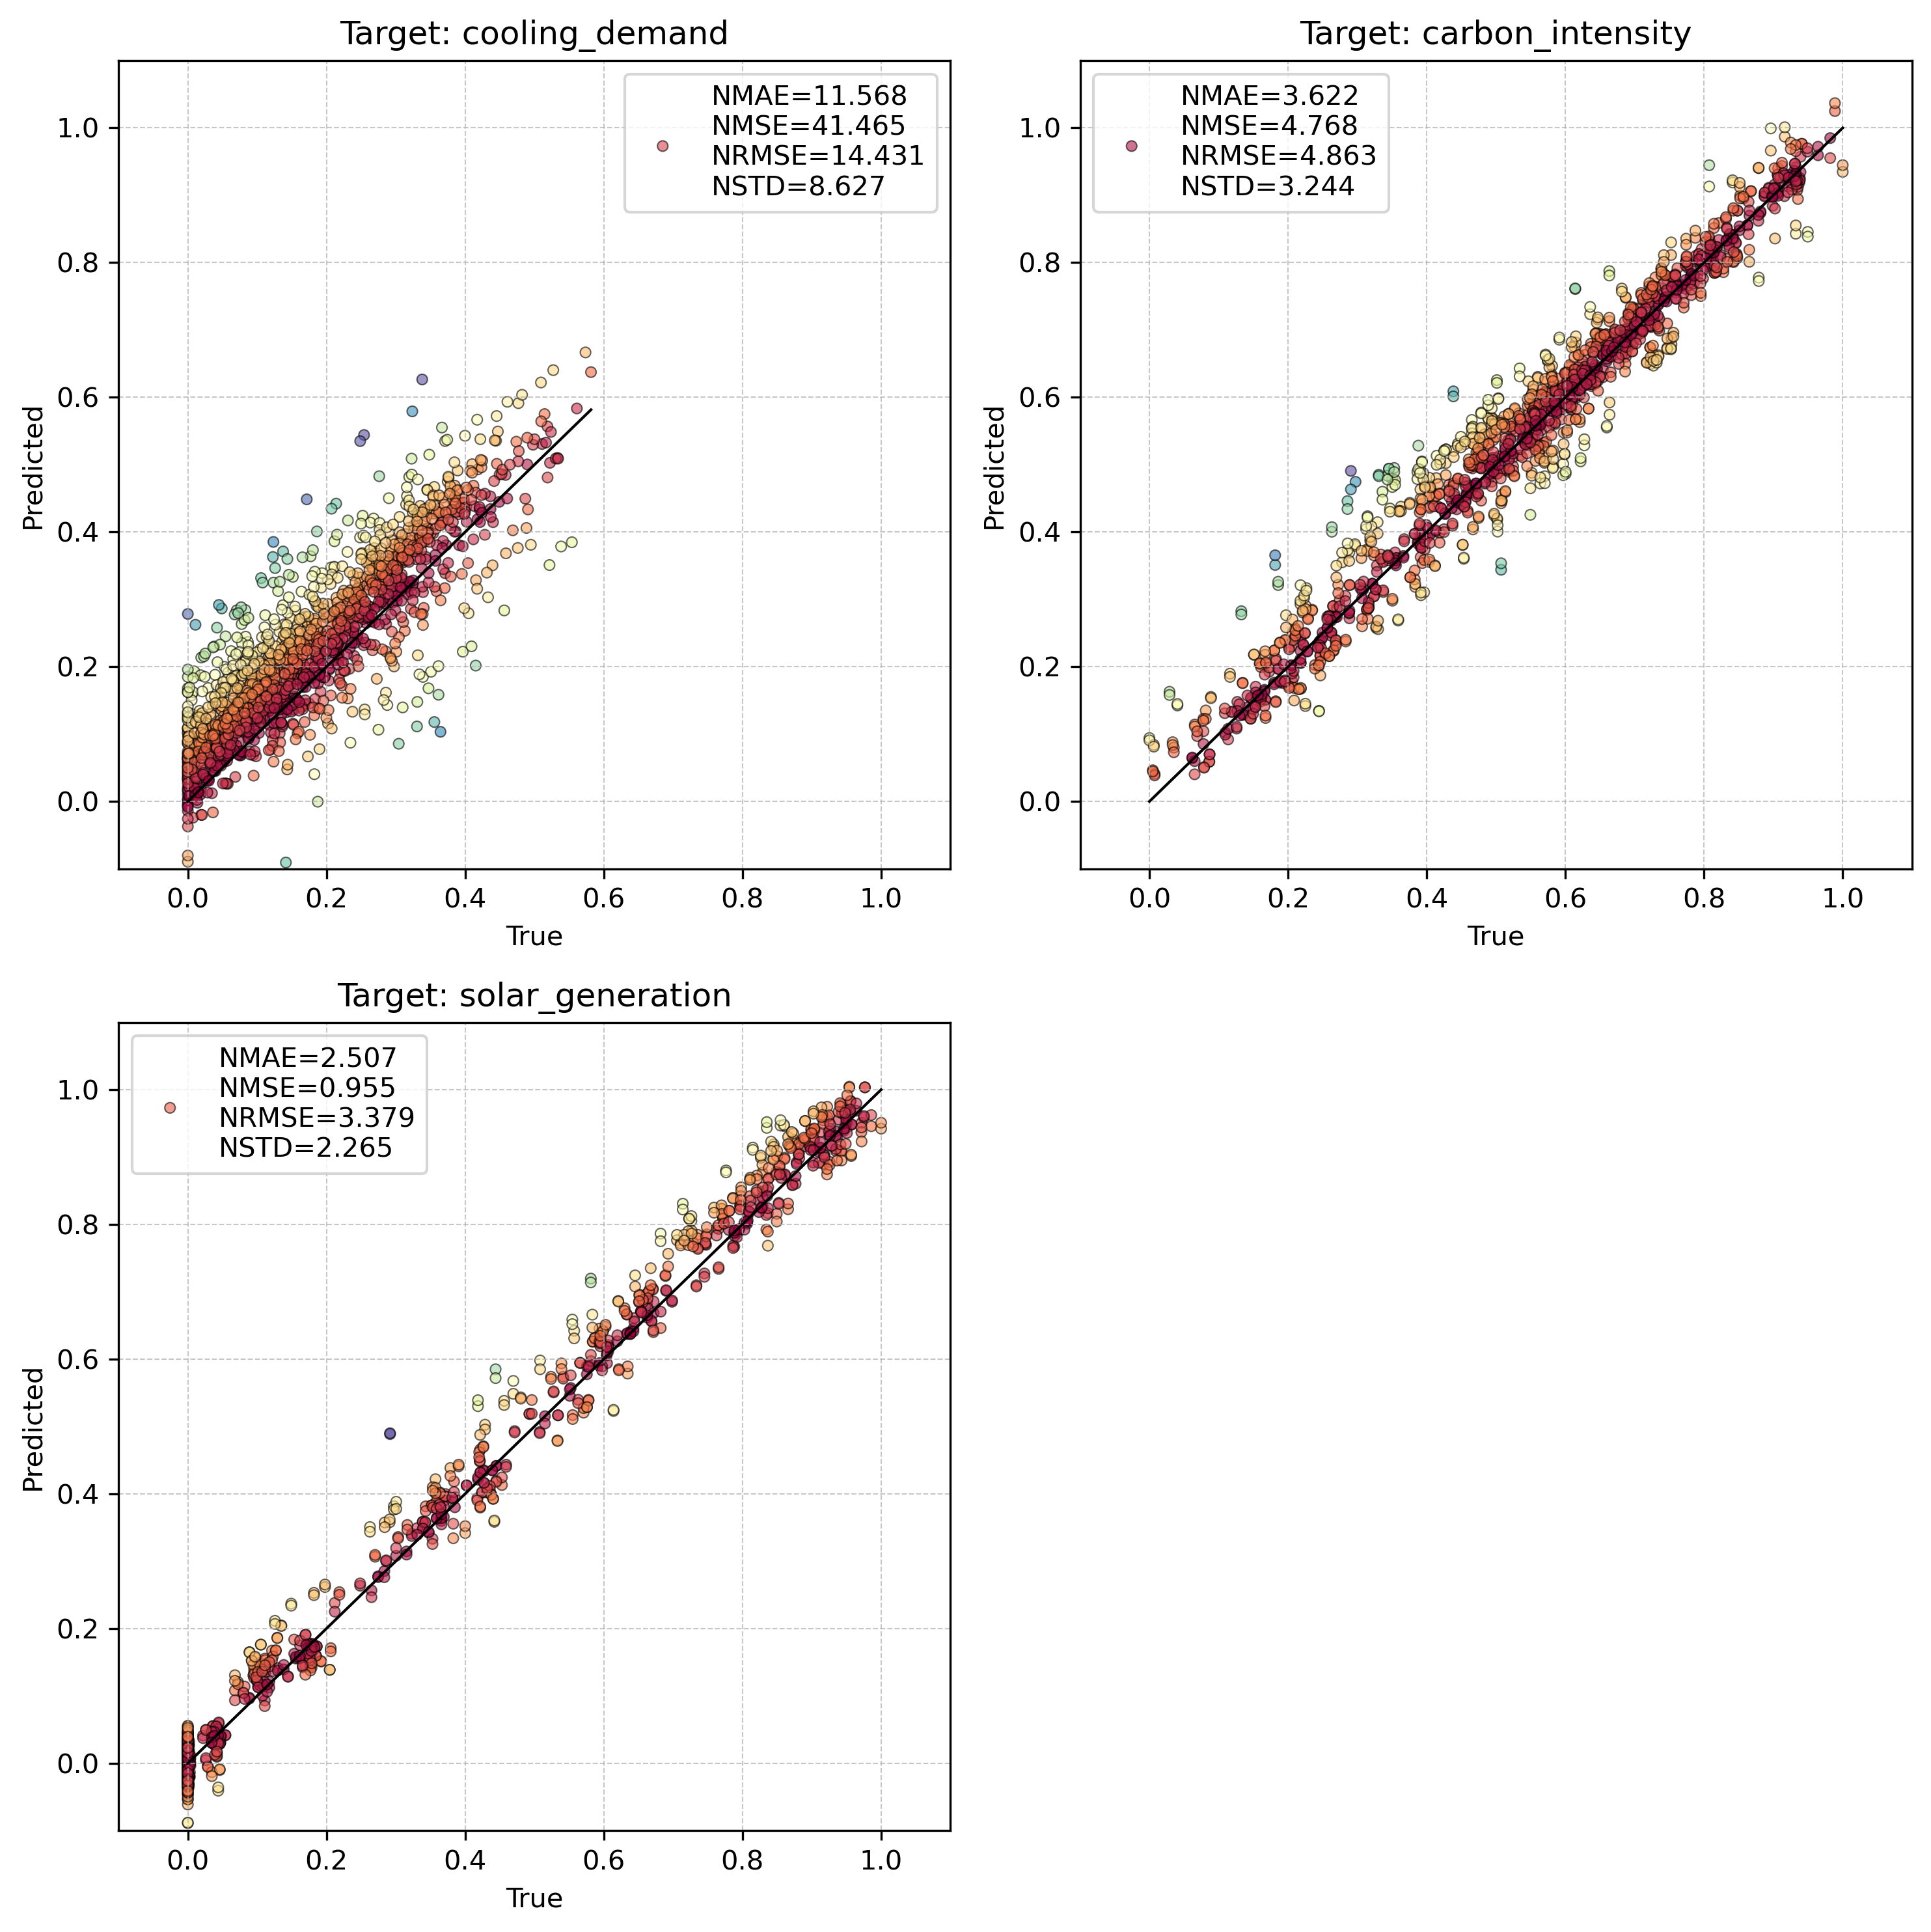 Target: cooling_demand
NMAE=11.568
NMSE=41.465
NRMSE=14.431
NSTD=8.627
1.0
0.8
0.6
0.4
0.2
0.0
Predicted
0.0 0.2 0.4 0.6 0.8 1.0
True
Target: carbon_intensity
NMAE=3.622
NMSE=4.768
NRMSE=4.863
NSTD=3.244
1.0
0.8
0.6
0.4
0.2
0.0
Predicted
0.0 0.2 0.4 0.6 0.8 1.0
True
Target: solar_generation
NMAE=2.507
NMSE=0.955
NRMSE=3.379
NSTD=2.265
1.0
0.8
0.6
0.4
0.2
0.0
Predicted
0.0 0.2 0.4 0.6 0.8 1.0
True